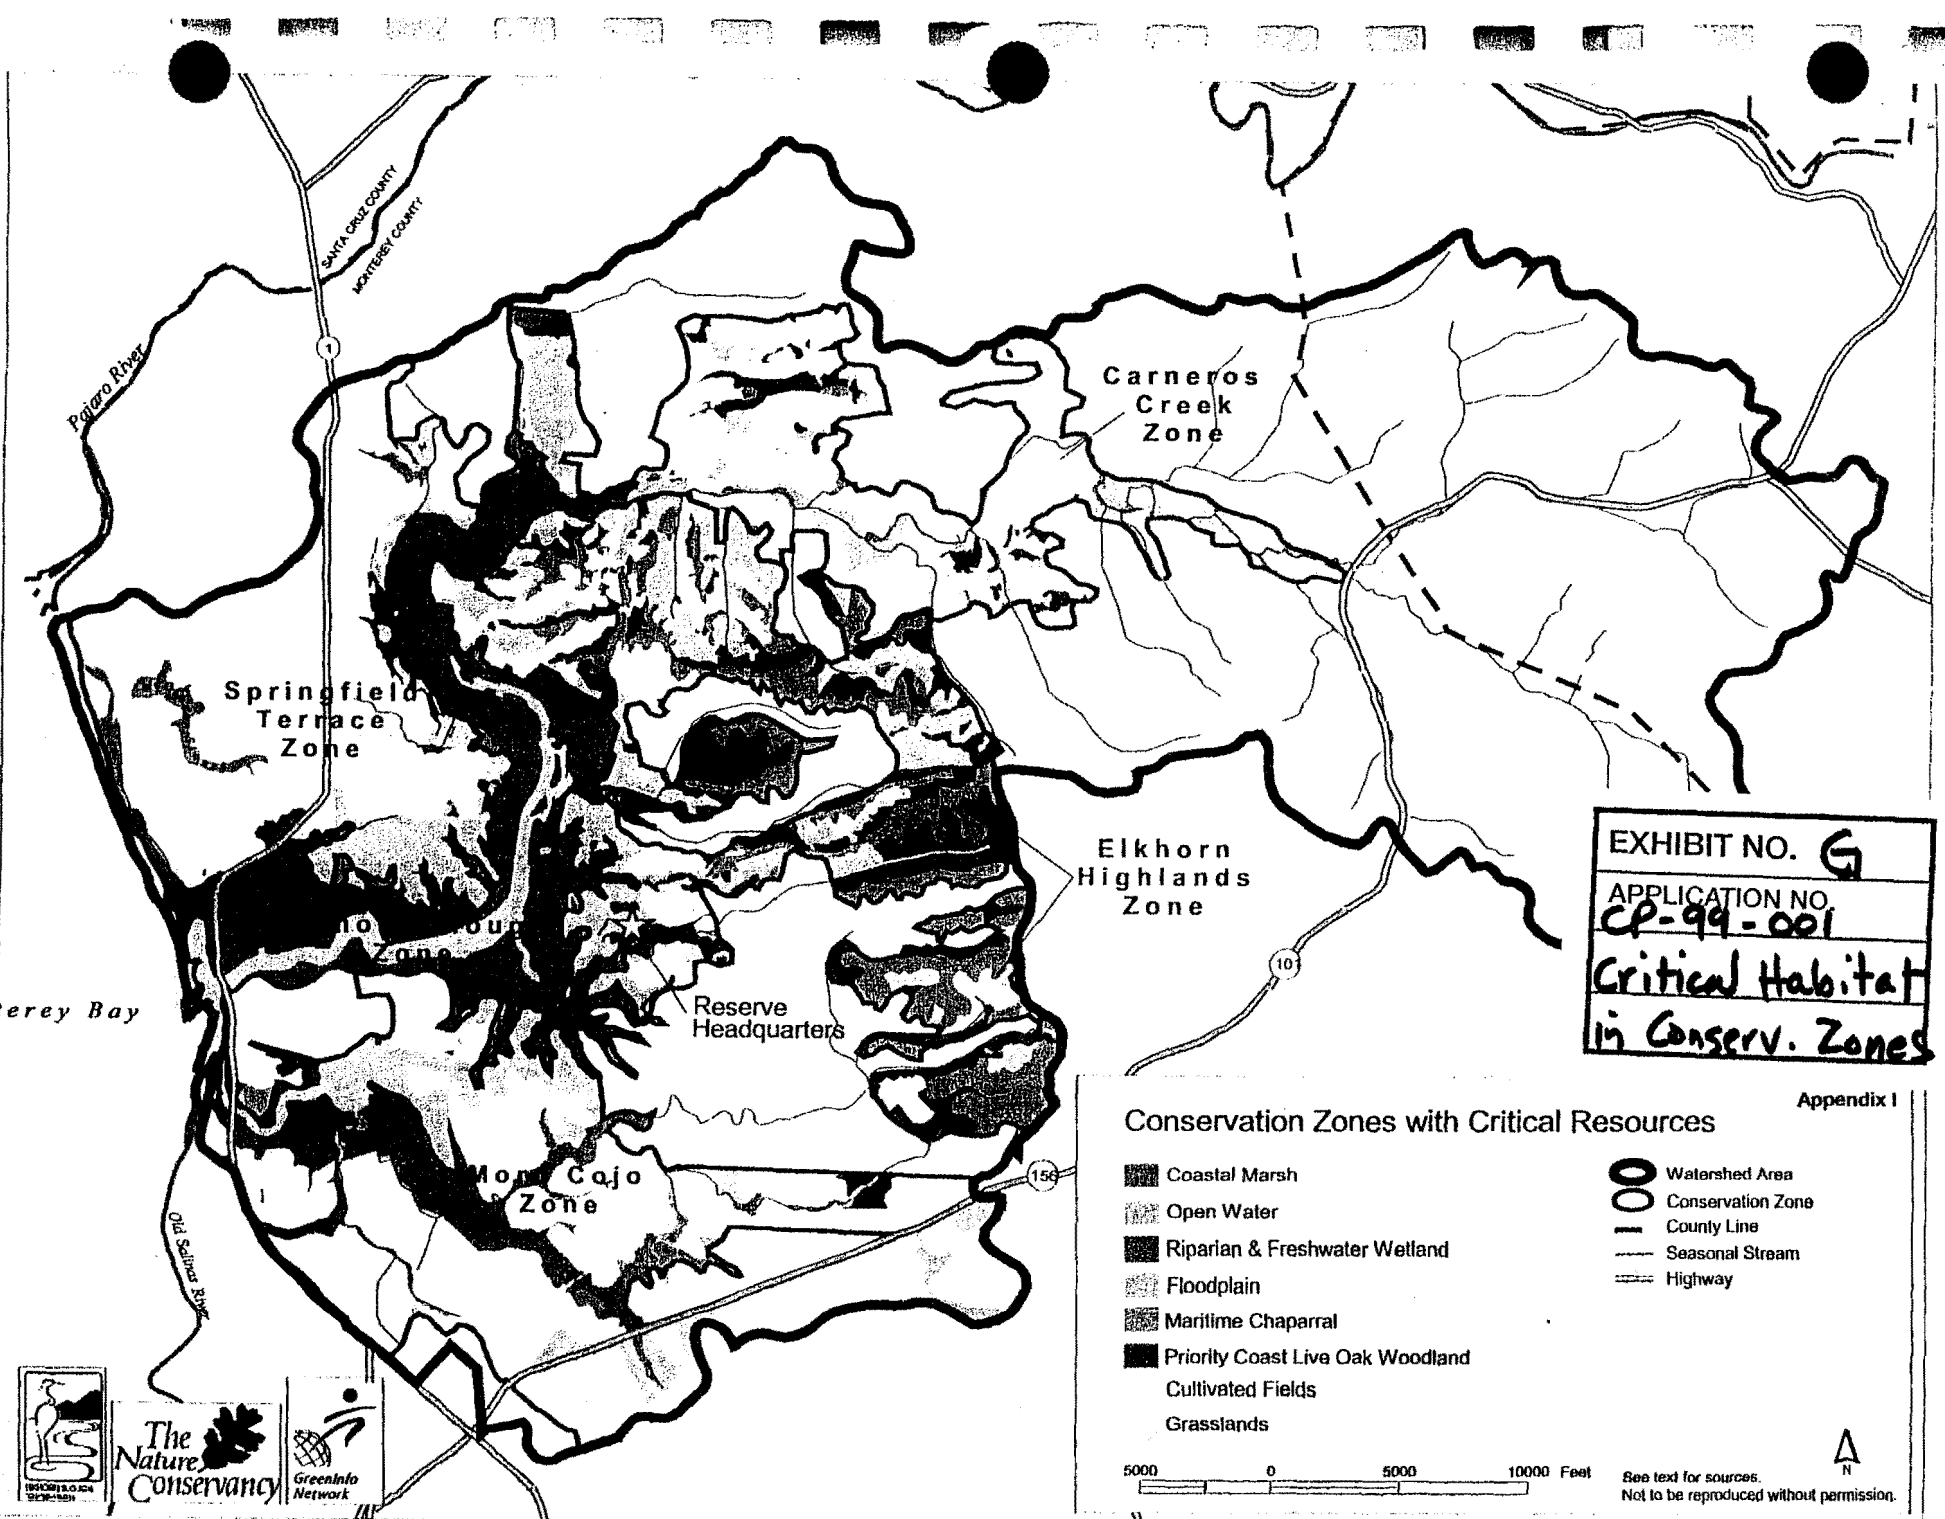 SANTA CRUZ COUNTY
MONTEREY COUNTY
Pajaro River
1
Carneros
Creek
Zone
Springfield
Terrace
Zone
Elkhorn
Highlands
Zone
Zone
101
erey Bay
Reserve
Headquarters
Cojo
Zone
156
Old Salinas River
EXHIBIT NO. G
APPLICATION NO.
CP-99-001
Critical Habitat
in Conserv. Zones
Appendix I
Conservation Zones with Critical Resources
Coastal Marsh
Open Water
Riparian & Freshwater Wetland
Floodplain
Maritime Chaparral
Priority Coast Live Oak Woodland
Cultivated Fields
Grasslands
Watershed Area
Conservation Zone
County Line
Seasonal Stream
Highway
5000 0 5000 10000 Feet
N
See text for sources.
Not to be reproduced without permission.
The
Nature
Conservancy
GreenInfo
Network